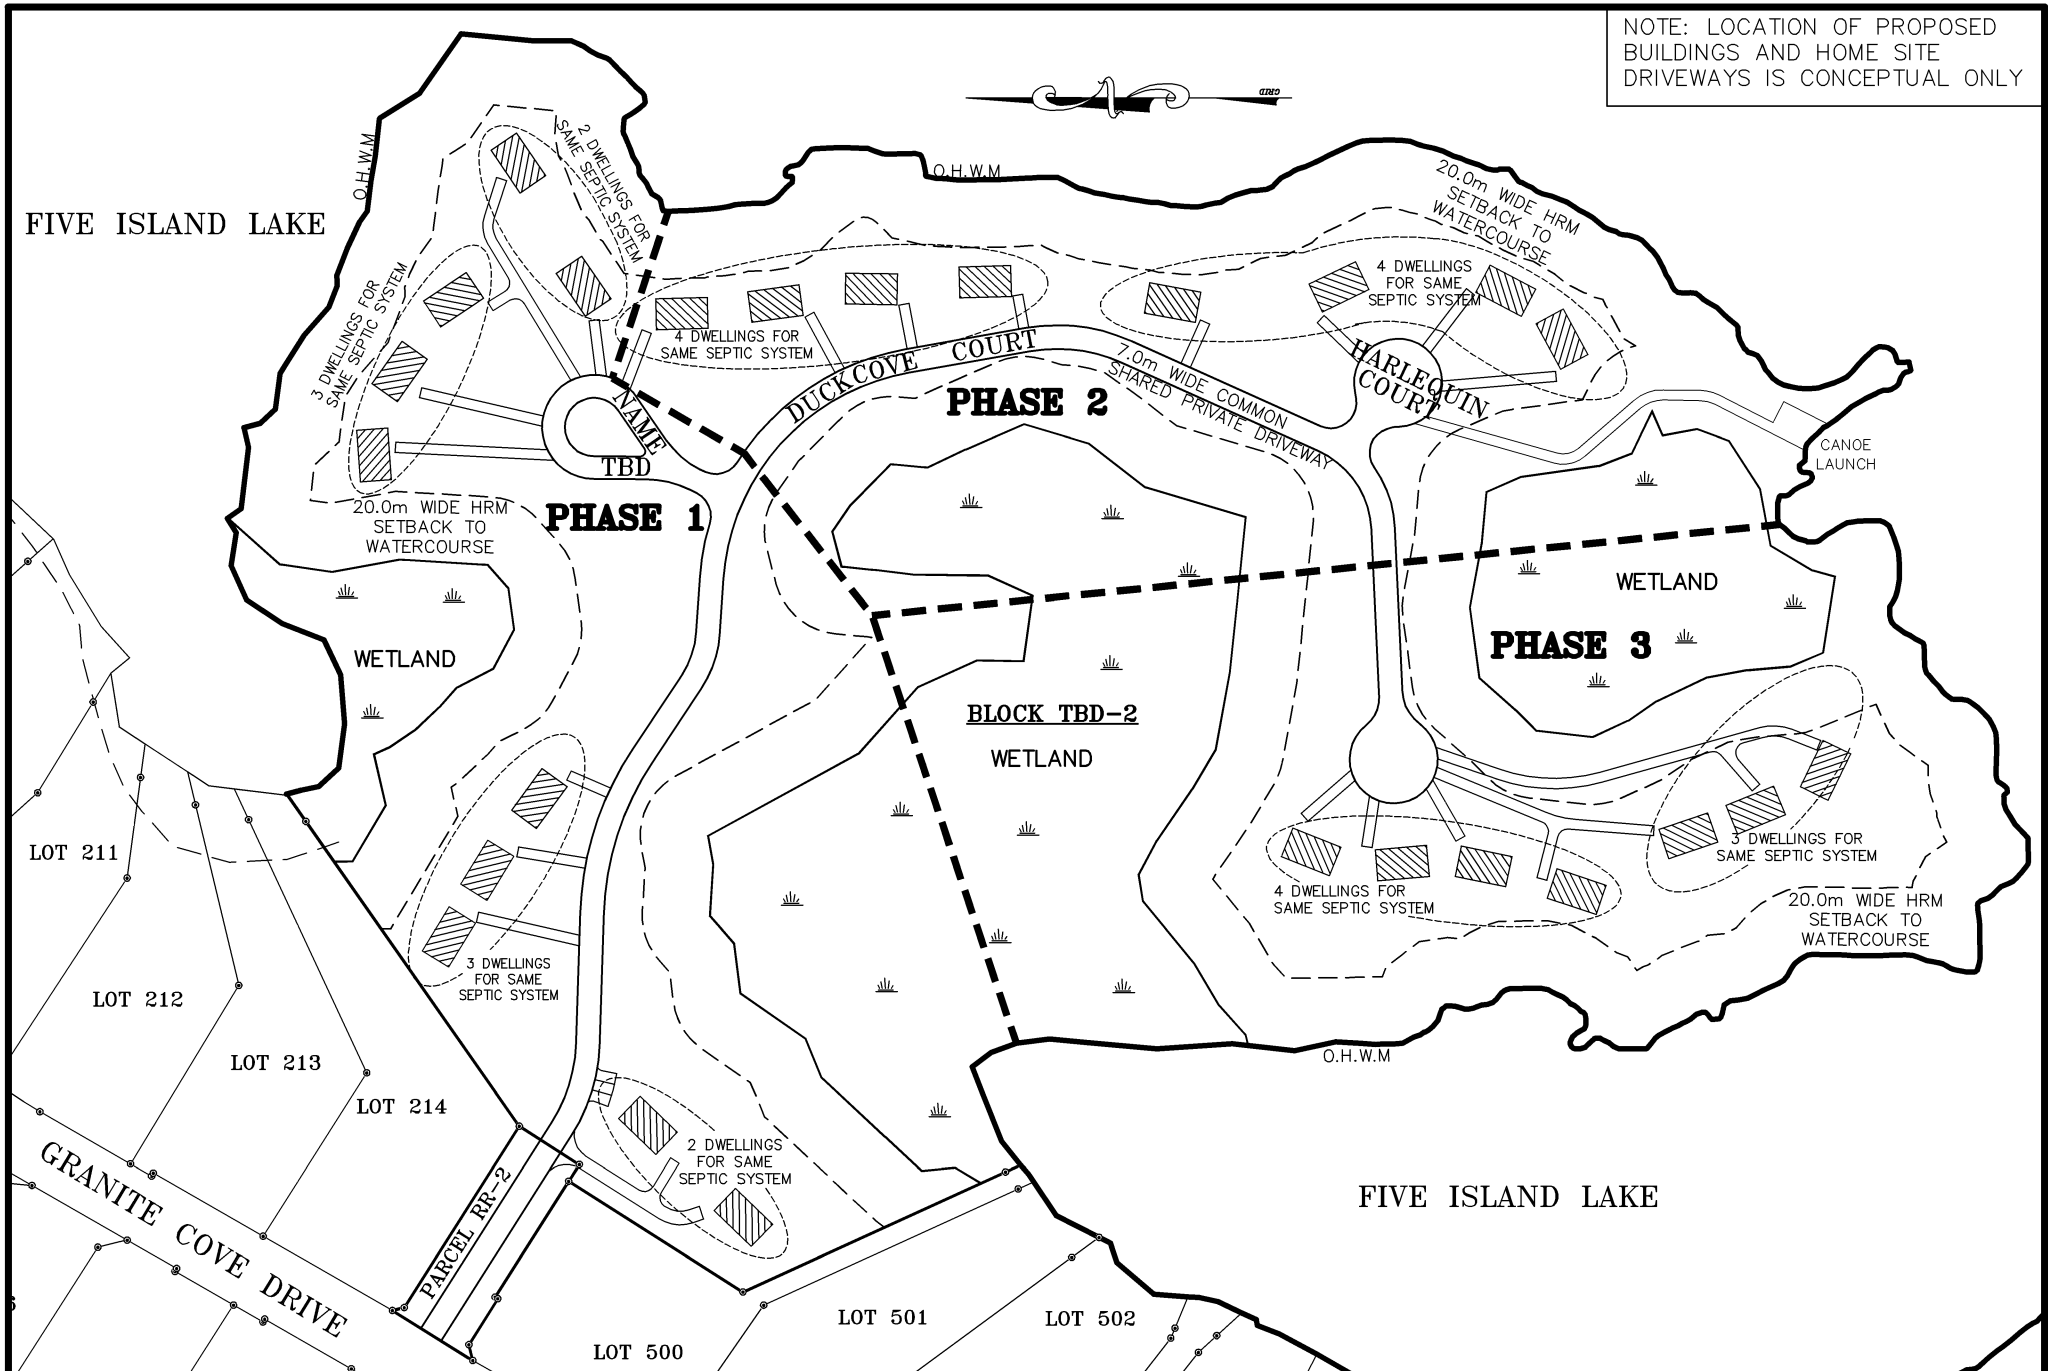 NOTE: LOCATION OF PROPOSED
BUILDINGS AND HOME SITE
DRIVEWAYS IS CONCEPTUAL ONLY
GRID
FIVE ISLAND LAKE
O.H.W.M
2 DWELLINGS FOR
SAME SEPTIC SYSTEM
O.H.W.M
20.0m WIDE HRM
SETBACK TO
WATERCOURSE
3 DWELLINGS FOR
SAME SEPTIC SYSTEM
4 DWELLINGS FOR
SAME SEPTIC SYSTEM
4 DWELLINGS
FOR SAME
SEPTIC SYSTEM
DUCKCOVE COURT
7.0m WIDE COMMON
SHARED PRIVATE DRIVEWAY
HARLEQUIN
COURT
PHASE 2
NAME
TBD
CANOE
LAUNCH
20.0m WIDE HRM
SETBACK TO
WATERCOURSE
PHASE 1
WETLAND
WETLAND
PHASE 3
BLOCK TBD-2
WETLAND
3 DWELLINGS FOR
SAME SEPTIC SYSTEM
4 DWELLINGS FOR
SAME SEPTIC SYSTEM
20.0m WIDE HRM
SETBACK TO
WATERCOURSE
3 DWELLINGS
FOR SAME
SEPTIC SYSTEM
LOT 211
LOT 212
LOT 213
LOT 214
O.H.W.M
2 DWELLINGS
FOR SAME
SEPTIC SYSTEM
PARCEL RR-2
GRANITE COVE DRIVE
FIVE ISLAND LAKE
LOT 500
LOT 501
LOT 502